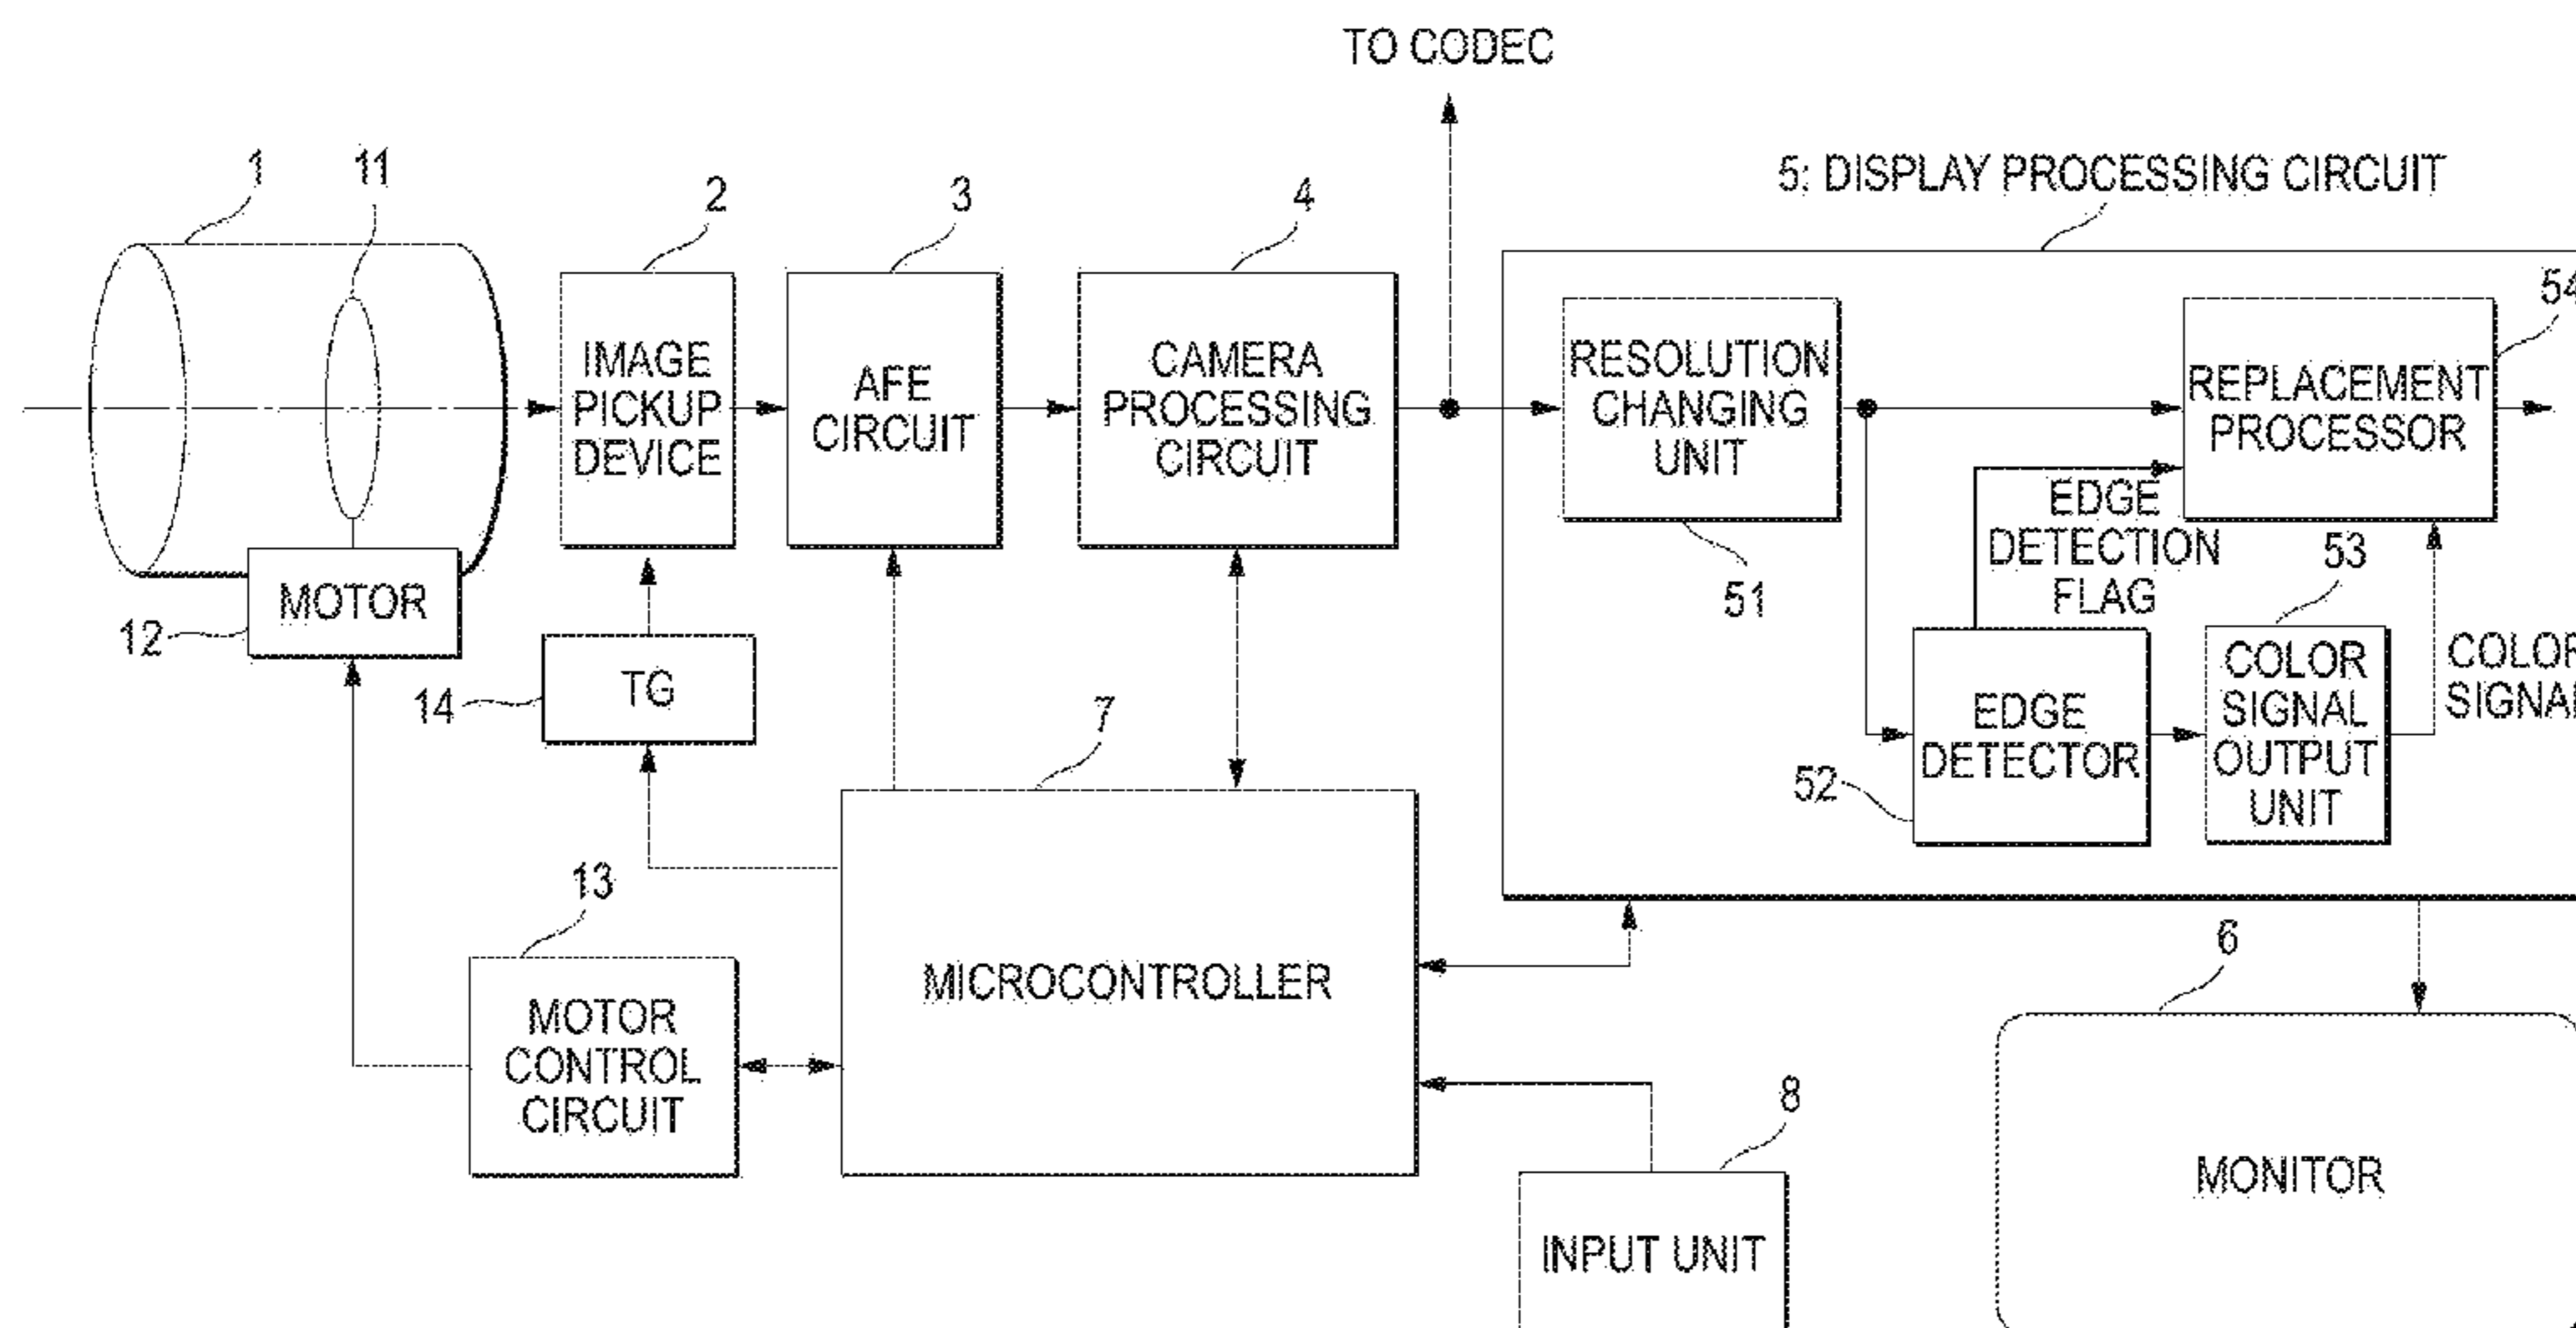 TO CODEC
5: DISPLAY PROCESSING CIRCUIT
1
11
2
3
4
54
IMAGE
PICKUP
DEVICE
AFE
CIRCUIT
CAMERA
PROCESSING
CIRCUIT
RESOLUTION
CHANGING
UNIT
51
REPLACEMENT
PROCESSOR
EDGE
DETECTION
FLAG
53
MOTOR
12
TG
14
7
EDGE
DETECTOR
52
COLOR
SIGNAL
OUTPUT
UNIT
COLOR
SIGNAL
13
MOTOR
CONTROL
CIRCUIT
MICROCONTROLLER
6
8
INPUT UNIT
MONITOR